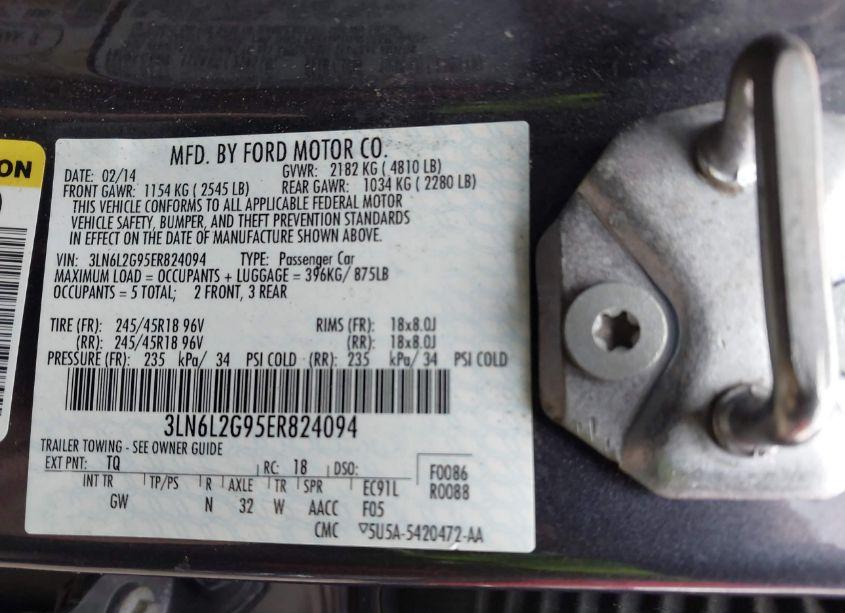 ION
MFD. BY FORD MOTOR CO.
DATE: 02/14 GVWR: 2182 KG ( 4810 LB)
FRONT GAWR: 1154 KG ( 2545 LB) REAR GAWR: 1034 KG ( 2280 LB)
THIS VEHICLE CONFORMS TO ALL APPLICABLE FEDERAL MOTOR
VEHICLE SAFETY, BUMPER, AND THEFT PREVENTION STANDARDS
IN EFFECT ON THE DATE OF MANUFACTURE SHOWN ABOVE.
VIN: 3LN6L2G95ER824094 TYPE: Passenger Car
MAXIMUM LOAD = OCCUPANTS + LUGGAGE = 396KG/ 875LB
OCCUPANTS = 5 TOTAL; 2 FRONT, 3 REAR
TIRE (FR): 245/45R18 96V RIMS (FR): 18x8.0J
(RR): 245/45R18 96V (RR): 18x8.0J
PRESSURE (FR): 235 kPa/ 34 PSI COLD (RR): 235 kPa/ 34 PSI COLD
3LN6L2G95ER824094
TRAILER TOWING - SEE OWNER GUIDE
EXT PNT: TQ RC: 18 DSO: F0086
INT TR TP/PS R AXLE TR SPR EC91L R0088
GW N 32 W AACC F05
CMC ▽5U5A-5420472-AA